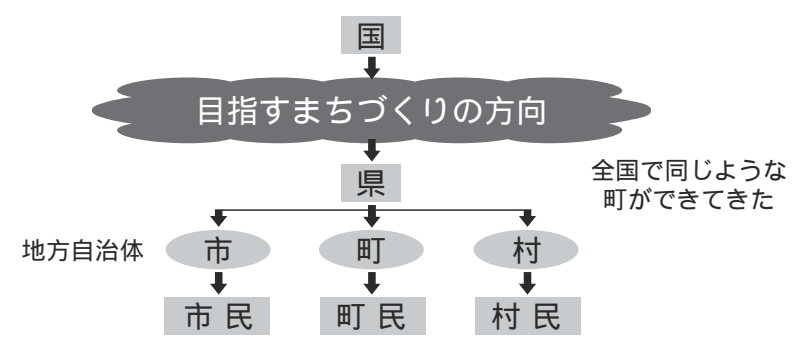 国
目指すまちづくりの方向
県
全国で同じような
町ができてきた
地方自治体
市
町
村
市民
町民
村民